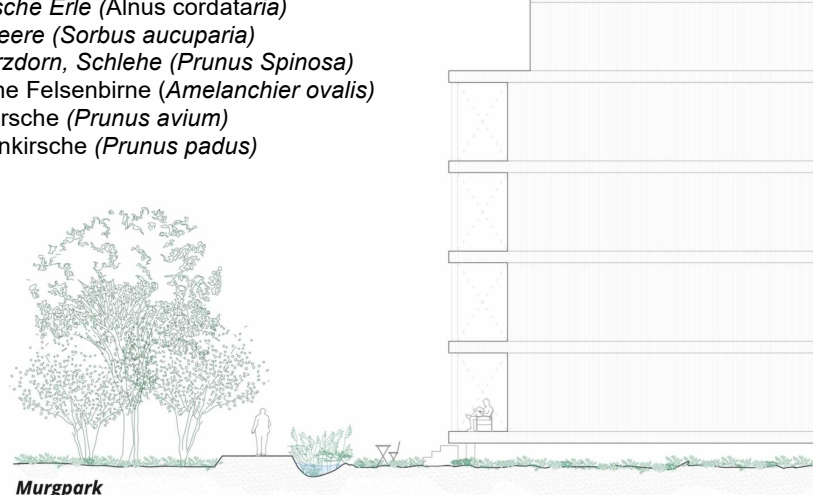 sche Erle (Alnus cordataria)
eere (Sorbus aucuparia)
rzdorn, Schlehe (Prunus Spinosa)
ne Felsenbirne (Amelanchier ovalis)
rsche (Prunus avium)
nkirsche (Prunus padus)
Murgpark